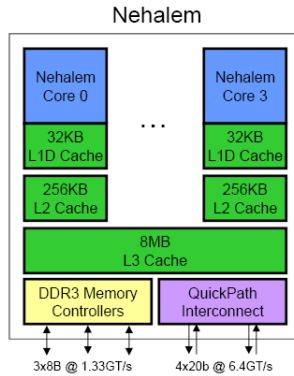 Nehalem
Nehalem
Core 0
Nehalem
Core 3
...
32KB
L1D Cache
32KB
L1D Cache
256KB
L2 Cache
256KB
L2 Cache
8MB
L3 Cache
DDR3 Memory
Controllers
QuickPath
Interconnect
3x8B @ 1.33GT/s
4x20b @ 6.4GT/s